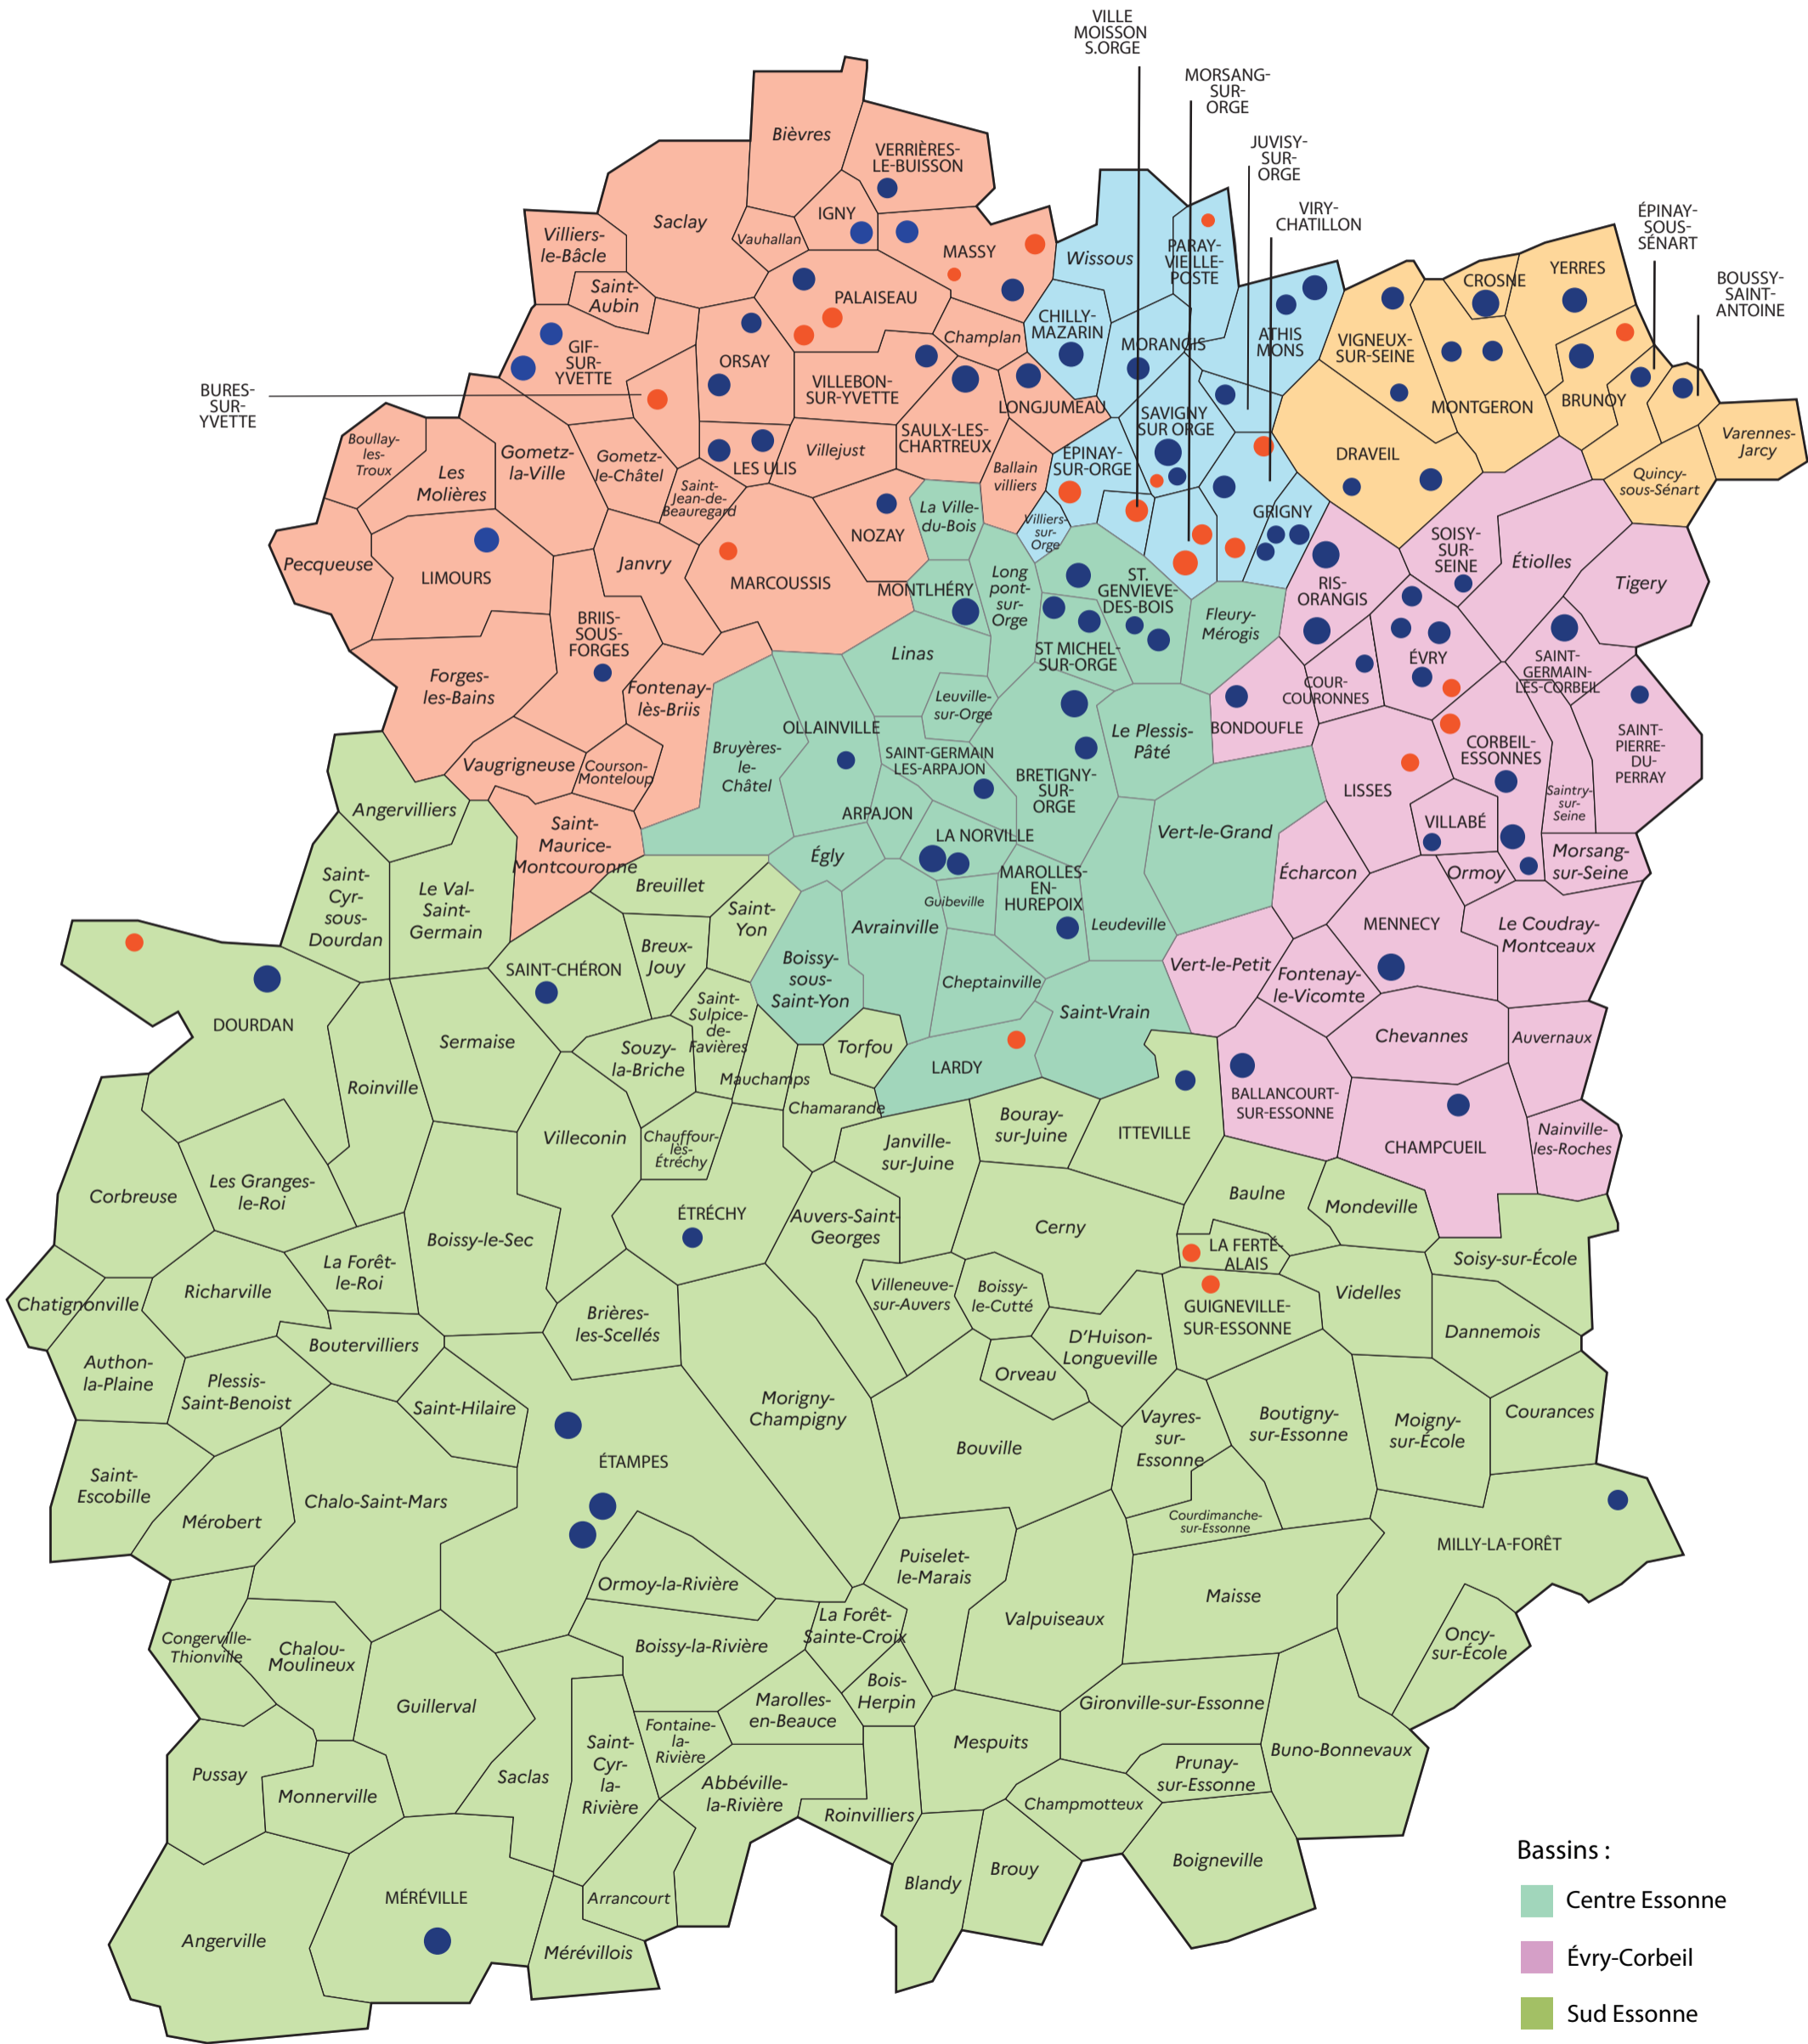 VILLE
MOISSON
S.ORGE
MORSANG-
SUR-
ORGE
JUVISY-
SUR-
ORGE
VIRY-
CHATILLON
ÉPINAY-
SOUS-
SÉNART
BOUSSY-
SAINT-
ANTOINE
Bièvres
VERRIÈRES-
LE-BUISSON
IGNY
Saclay
Vauhallan
MASSY
Villiers-
le-Bâcle
Saint-
Aubin
PALAISEAU
Wissous
PARAY-
VIEILLE-
POSTE
CHILLY-
MAZARIN
MORANGIS
ATHIS
MONS
VIGNEUX-
SUR-SEINE
CROSNE
YERRES
MONTGERON
BRUNOY
Varennes-
Jarcy
Quincy-
sous-Sénart
DRAVEIL
GIF-
SUR-
YVETTE
ORSAY
Champlan
VILLEBON-
SUR-YVETTE
LONGJUMEAU
SAVIGNY
SUR ORGE
BURES-
SUR-
YVETTE
Boullay-
les-
Troux
Les
Molières
Gometz-
la-Ville
Gometz-
le-Châtel
LES ULIS
Villejust
SAULX-LES-
CHARTREUX
Ballain
villiers
ÉPINAY-
SUR-ORGE
Saint-
Jean-de-
Beauregard
NOZAY
La Ville-
du-Bois
Villiers-
sur-
Orge
GRIGNY
Pecqueuse
LIMOURS
Janvry
MARCOUSSIS
MONTLHÉRY
Long
pont-
sur-
Orge
ST.
GENVIEVE-
DES-BOIS
Fleury-
Mérogis
RIS-
ORANGIS
SOISY-
SUR-
SEINE
Étiolles
Tigery
BRIIS-
SOUS-
FORGES
Linas
ST MICHEL-
SUR-ORGE
ÉVRY
SAINT-
GERMAIN-
LES-CORBEIL
Forges-
les-Bains
Fontenay-
lès-Briis
Leuville-
sur-Orge
COUR-
COURONNES
BONDOUFLE
OLLAINVILLE
Bruyères-
le-
Châtel
SAINT-GERMAIN
LES-ARPAJON
Le Plessis-
Pâté
CORBEIL-
ESSONNES
SAINT-
PIERRE-
DU-
PERRAY
Vaugrigneuse
Courson-
Monteloup
BRETIGNY-
SUR-
ORGE
LISSES
Saintry-
sur-
Seine
Angervilliers
Saint-
Maurice-
Montcouronne
ARPAJON
LA NORVILLE
Vert-le-Grand
VILLABÉ
Égly
MAROLLES-
EN-
HUREPOIX
Écharcon
Ormoy
Morsang-
sur-Seine
Saint-
Cyr-
sous-
Dourdan
Le Val-
Saint-
Germain
Breuillet
Saint-
Yon
Guibeville
Avrainville
Leudeville
MENNECY
Le Coudray-
Montceaux
Breux-
Jouy
SAINT-CHÉRON
Boissy-
sous-
Saint-Yon
Cheptainville
Vert-le-Petit
Fontenay-
le-Vicomte
DOURDAN
Saint-
Sulpice-
de-
Favières
Saint-Vrain
Chevannes
Auvernaux
Sermaise
Souzy-
la-Briche
Torfou
LARDY
Roinville
Mauchamps
BALLANCOURT-
SUR-ESSONNE
Chamarande
Bouray-
sur-Juine
ITTEVILLE
Villeconin
Chauffour-
lès-
Étréchy
Janville-
sur-Juine
CHAMPCUEIL
Nainville-
les-Roches
Corbreuse
Les Granges-
le-Roi
ÉTRÉCHY
Auvers-Saint-
Georges
Cerny
Baulne
Mondeville
Boissy-le-Sec
LA FERTÉ-
ALAIS
Soisy-sur-École
La Forêt-
le-Roi
Richarville
Chatignonville
Villeneuve-
sur-Auvers
Boissy-
le-Cutté
Videlles
GUIGNEVILLE-
SUR-ESSONNE
Brières-
les-Scellés
Boutervilliers
D'Huison-
Longueville
Dannemois
Authon-
la-Plaine
Plessis-
Saint-Benoist
Orveau
Saint-Hilaire
Morigny-
Champigny
Vayres-
sur-
Essonne
Boutigny-
sur-Essonne
Moigny-
sur-École
Courances
Bouville
ÉTAMPES
Saint-
Escobille
Chalo-Saint-Mars
Mérobert
Courdimanche-
sur-Essonne
MILLY-LA-FORÊT
Puiselet-
le-Marais
Ormoy-la-Rivière
Maisse
Valpuiseaux
La Forêt-
Sainte-Croix
Congerville-
Thionville
Chalou-
Moulineux
Boissy-la-Rivière
Oncy-
sur-École
Bois-
Herpin
Guillerval
Marolles-
en-Beauce
Gironville-sur-Essonne
Fontaine-
la-
Rivière
Mespuits
Buno-Bonnevaux
Pussay
Saint-
Cyr-
la-
Rivière
Saclas
Prunay-
sur-Essonne
Monnerville
Abbéville-
la-Rivière
Champmotteux
Roinvilliers
Boigneville
Brouy
Blandy
MÉRÉVILLE
Arrancourt
Angerville
Mérévillois
Bassins :
Centre Essonne
Évry-Corbeil
Sud Essonne